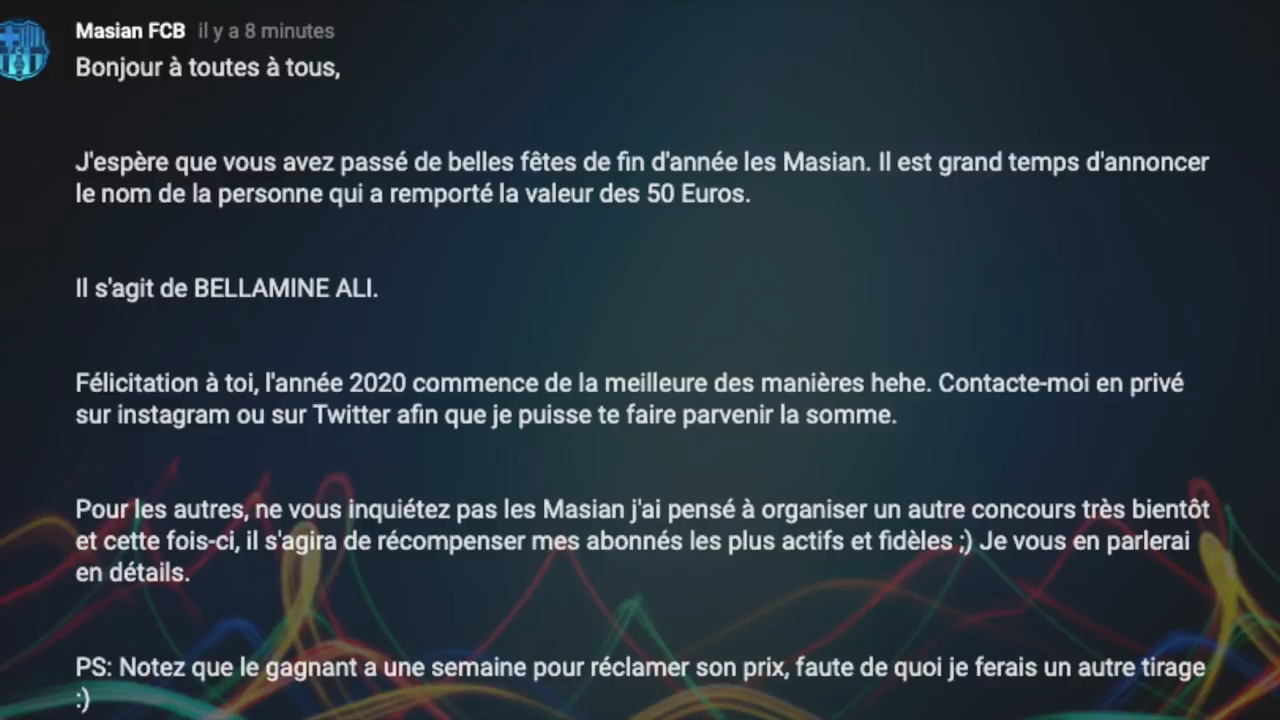 Masian FCB il y a 8 minutes
Bonjour à toutes à tous,
J'espère que vous avez passé de belles fêtes de fin d'année les Masian. Il est grand temps d'annoncer
le nom de la personne qui a remporté la valeur des 50 Euros.
Il s'agit de BELLAMINE ALI.
Félicitation à toi, l'année 2020 commence de la meilleure des manières hehe. Contacte-moi en privé
sur instagram ou sur Twitter afin que je puisse te faire parvenir la somme.
Pour les autres, ne vous inquiétez pas les Masian j'ai pensé à organiser un autre concours très bientôt
et cette fois-ci, il s'agira de récompenser mes abonnés les plus actifs et fidèles ;) Je vous en parlerai
en détails.
PS: Notez que le gagnant a une semaine pour réclamer son prix, faute de quoi je ferais un autre tirage
:)